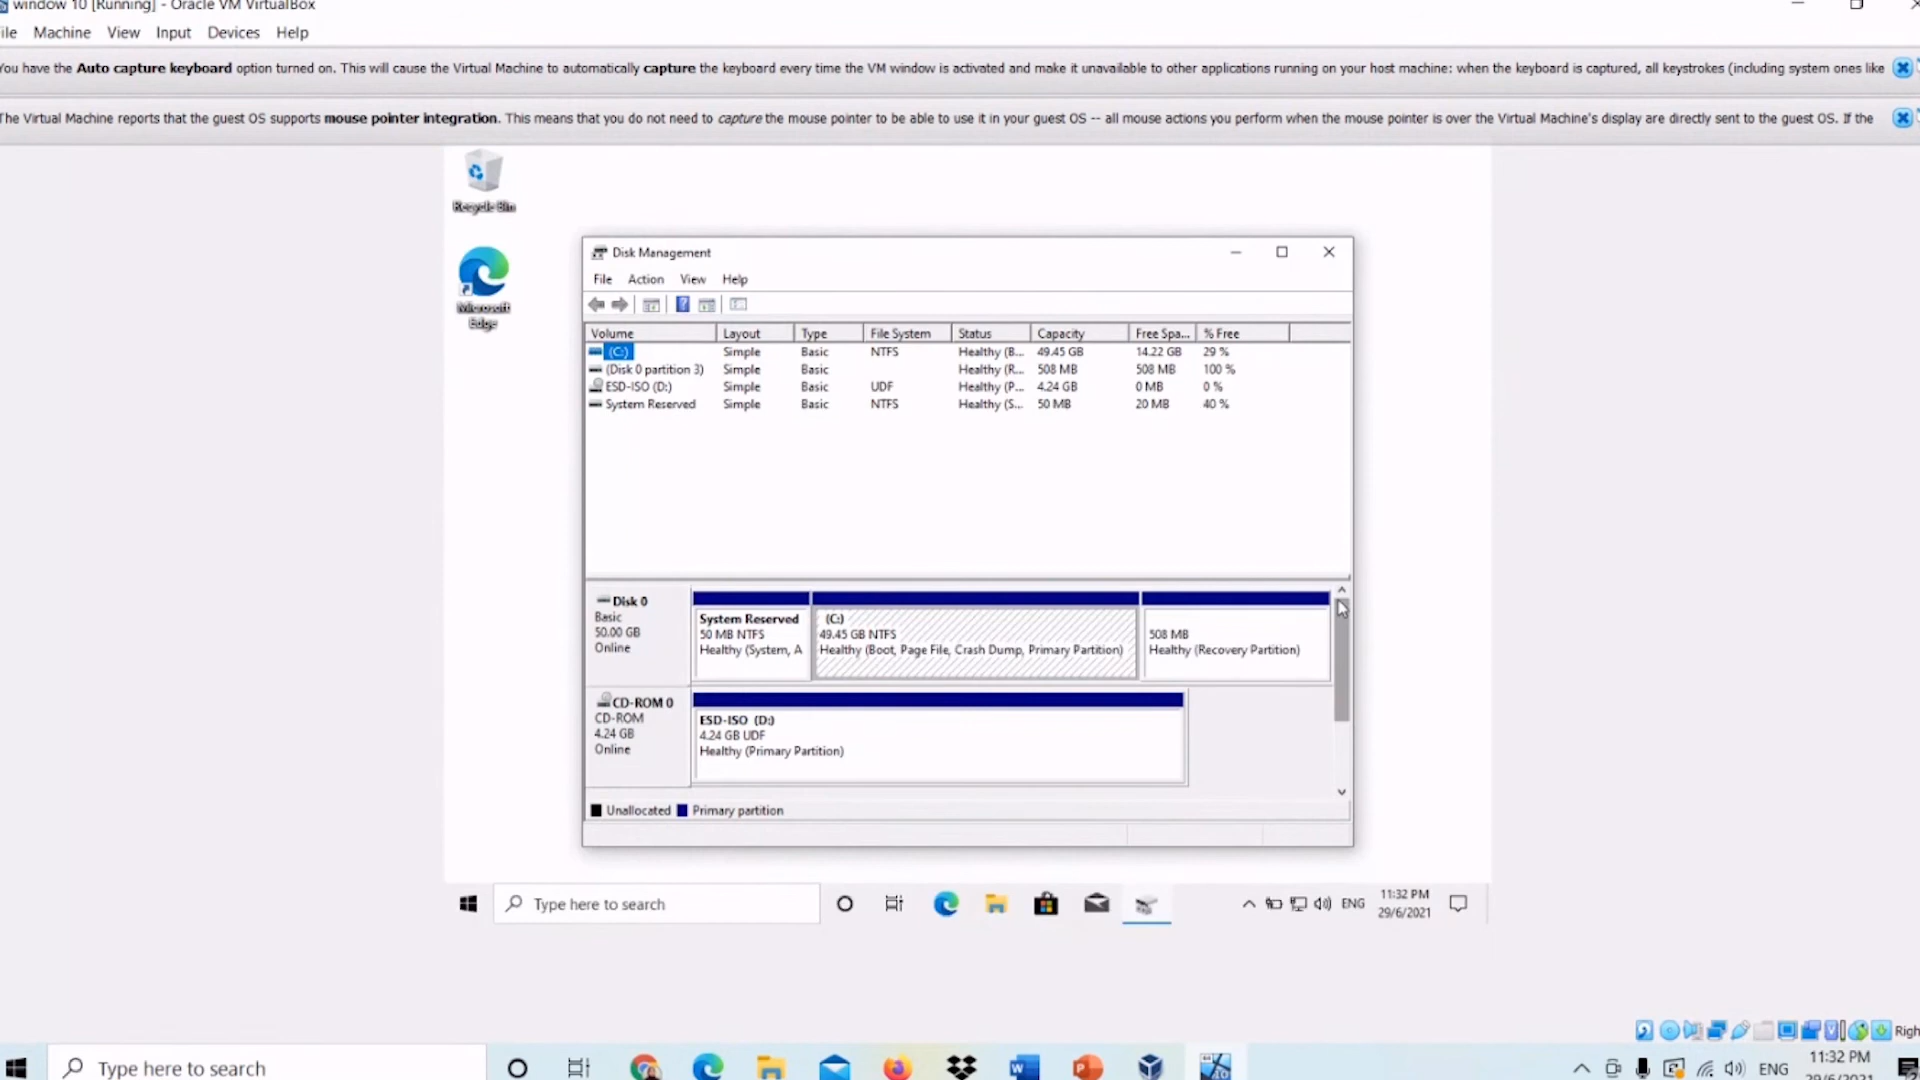 window 10 [Running] - Oracle VM VirtualBox
ile Machine View Input Devices Help
You have the Auto capture keyboard option turned on. This will cause the Virtual Machine to automatically capture the keyboard every time the VM window is activated and make it unavailable to other applications running on your host machine: when the keyboard is captured, all keystrokes (including system ones like
The Virtual Machine reports that the guest OS supports mouse pointer integration. This means that you do not need to capture the mouse pointer to be able to use it in your guest OS -- all mouse actions you perform when the mouse pointer is over the Virtual Machine's display are directly sent to the guest OS. If the
Recycle Bin
Microsoft
Edge
Disk Management
File Action View Help
Volume Layout Type File System Status Capacity Free Spa... % Free
(C:) Simple Basic NTFS Healthy (B... 49.45 GB 14.22 GB 29 %
(Disk 0 partition 3) Simple Basic Healthy (R... 508 MB 508 MB 100 %
ESD-ISO (D:) Simple Basic UDF Healthy (P... 4.24 GB 0 MB 0 %
System Reserved Simple Basic NTFS Healthy (S... 50 MB 20 MB 40 %
Disk 0
Basic
50.00 GB
Online
System Reserved
50 MB NTFS
Healthy (System, A
(C:)
49.45 GB NTFS
Healthy (Boot, Page File, Crash Dump, Primary Partition)
508 MB
Healthy (Recovery Partition)
CD-ROM 0
CD-ROM
4.24 GB
Online
ESD-ISO (D:)
4.24 GB UDF
Healthy (Primary Partition)
Unallocated Primary partition
Type here to search
ENG
11:32 PM
29/6/2021
Righ
Type here to search
ENG
11:32 PM
29/6/2021